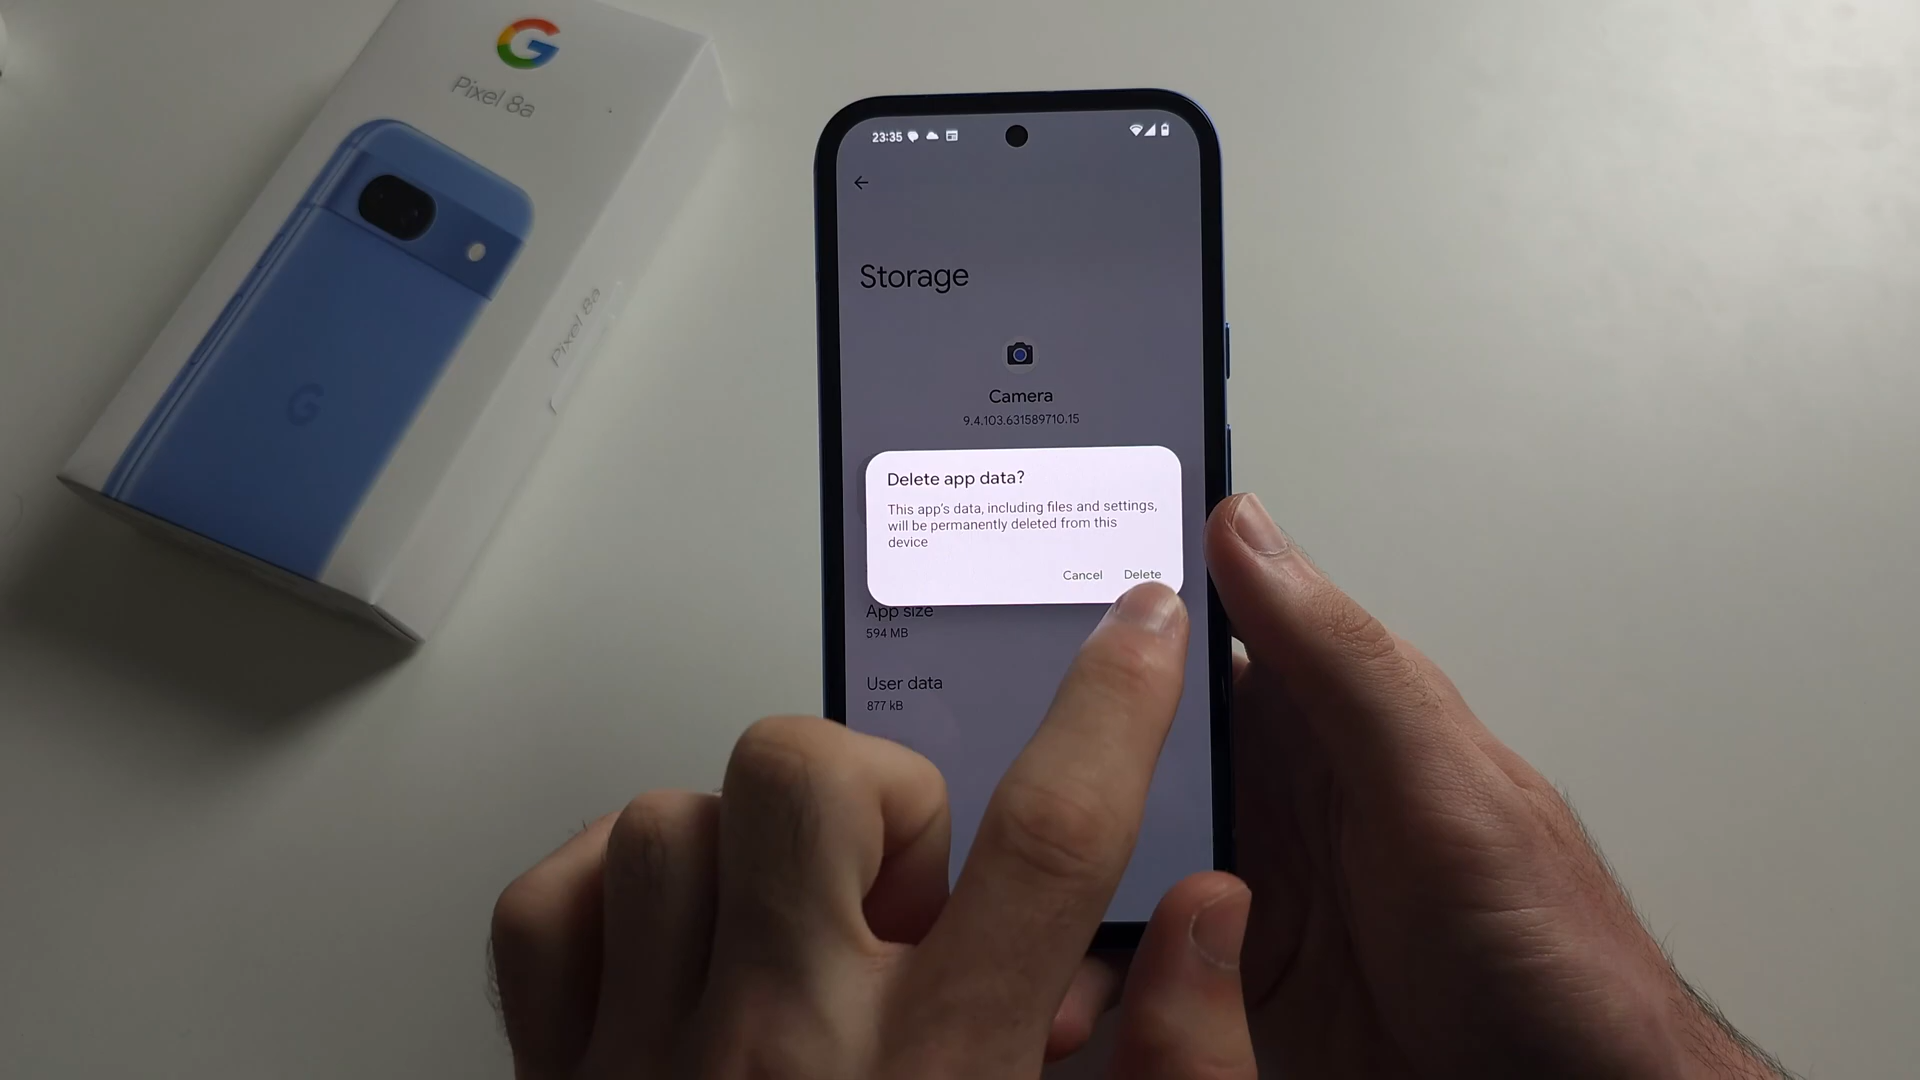 G
Pixel 8a
G
Pixel 8a
23:35
Storage
Camera
9.4.103.631589710.15
Delete app data?
This app's data, including files and settings,
will be permanently deleted from this
device
Cancel Delete
App size
594 MB
User data
877 kB